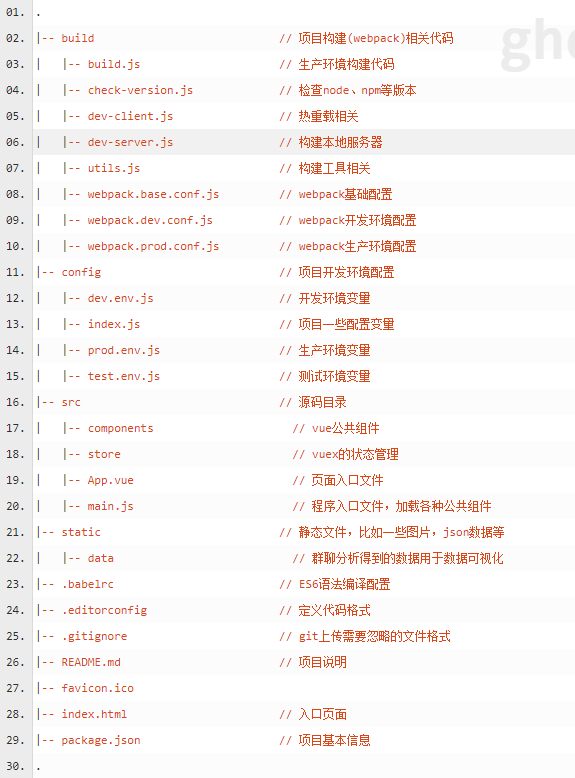 ghc
01. .
02. |-- build // 项目构建(webpack)相关代码
03. | |-- build.js // 生产环境构建代码
04. | |-- check-version.js // 检查node、npm等版本
05. | |-- dev-client.js // 热重载相关
06. | |-- dev-server.js // 构建本地服务器
07. | |-- utils.js // 构建工具相关
08. | |-- webpack.base.conf.js // webpack基础配置
09. | |-- webpack.dev.conf.js // webpack开发环境配置
10. | |-- webpack.prod.conf.js // webpack生产环境配置
11. |-- config // 项目开发环境配置
12. | |-- dev.env.js // 开发环境变量
13. | |-- index.js // 项目一些配置变量
14. | |-- prod.env.js // 生产环境变量
15. | |-- test.env.js // 测试环境变量
16. |-- src // 源码目录
17. | |-- components // vue公共组件
18. | |-- store // vuex的状态管理
19. | |-- App.vue // 页面入口文件
20. | |-- main.js // 程序入口文件，加载各种公共组件
21. |-- static // 静态文件，比如一些图片，json数据等
22. | |-- data // 群聊分析得到的数据用于数据可视化
23. |-- .babelrc // ES6语法编译配置
24. |-- .editorconfig // 定义代码格式
25. |-- .gitignore // git上传需要忽略的文件格式
26. |-- README.md // 项目说明
27. |-- favicon.ico
28. |-- index.html // 入口页面
29. |-- package.json // 项目基本信息
30. .